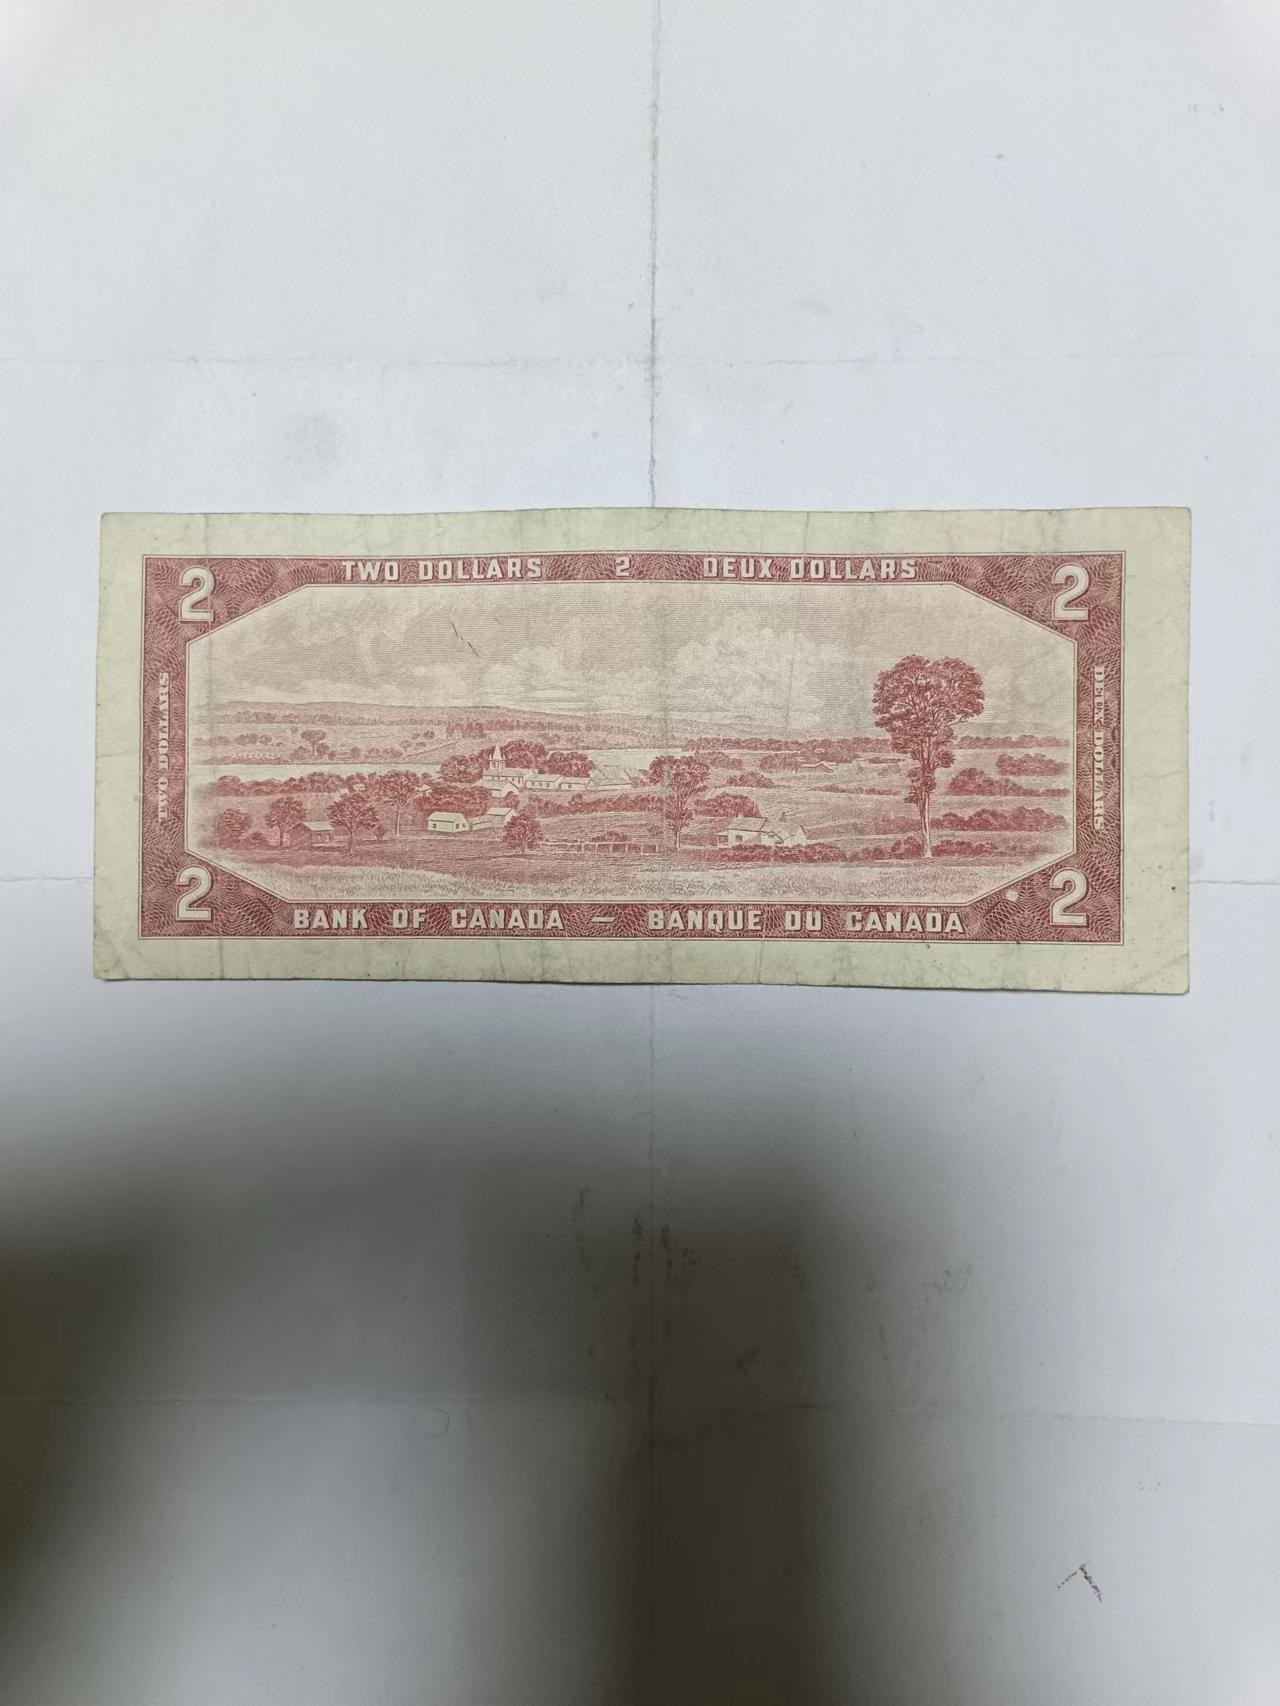 2 TWO DOLLARS 2 DEUX DOLLARS 2
TWO DOLLARS
DEUX DOLLARS
2 BANK OF CANADA — BANQUE DU CANADA 2